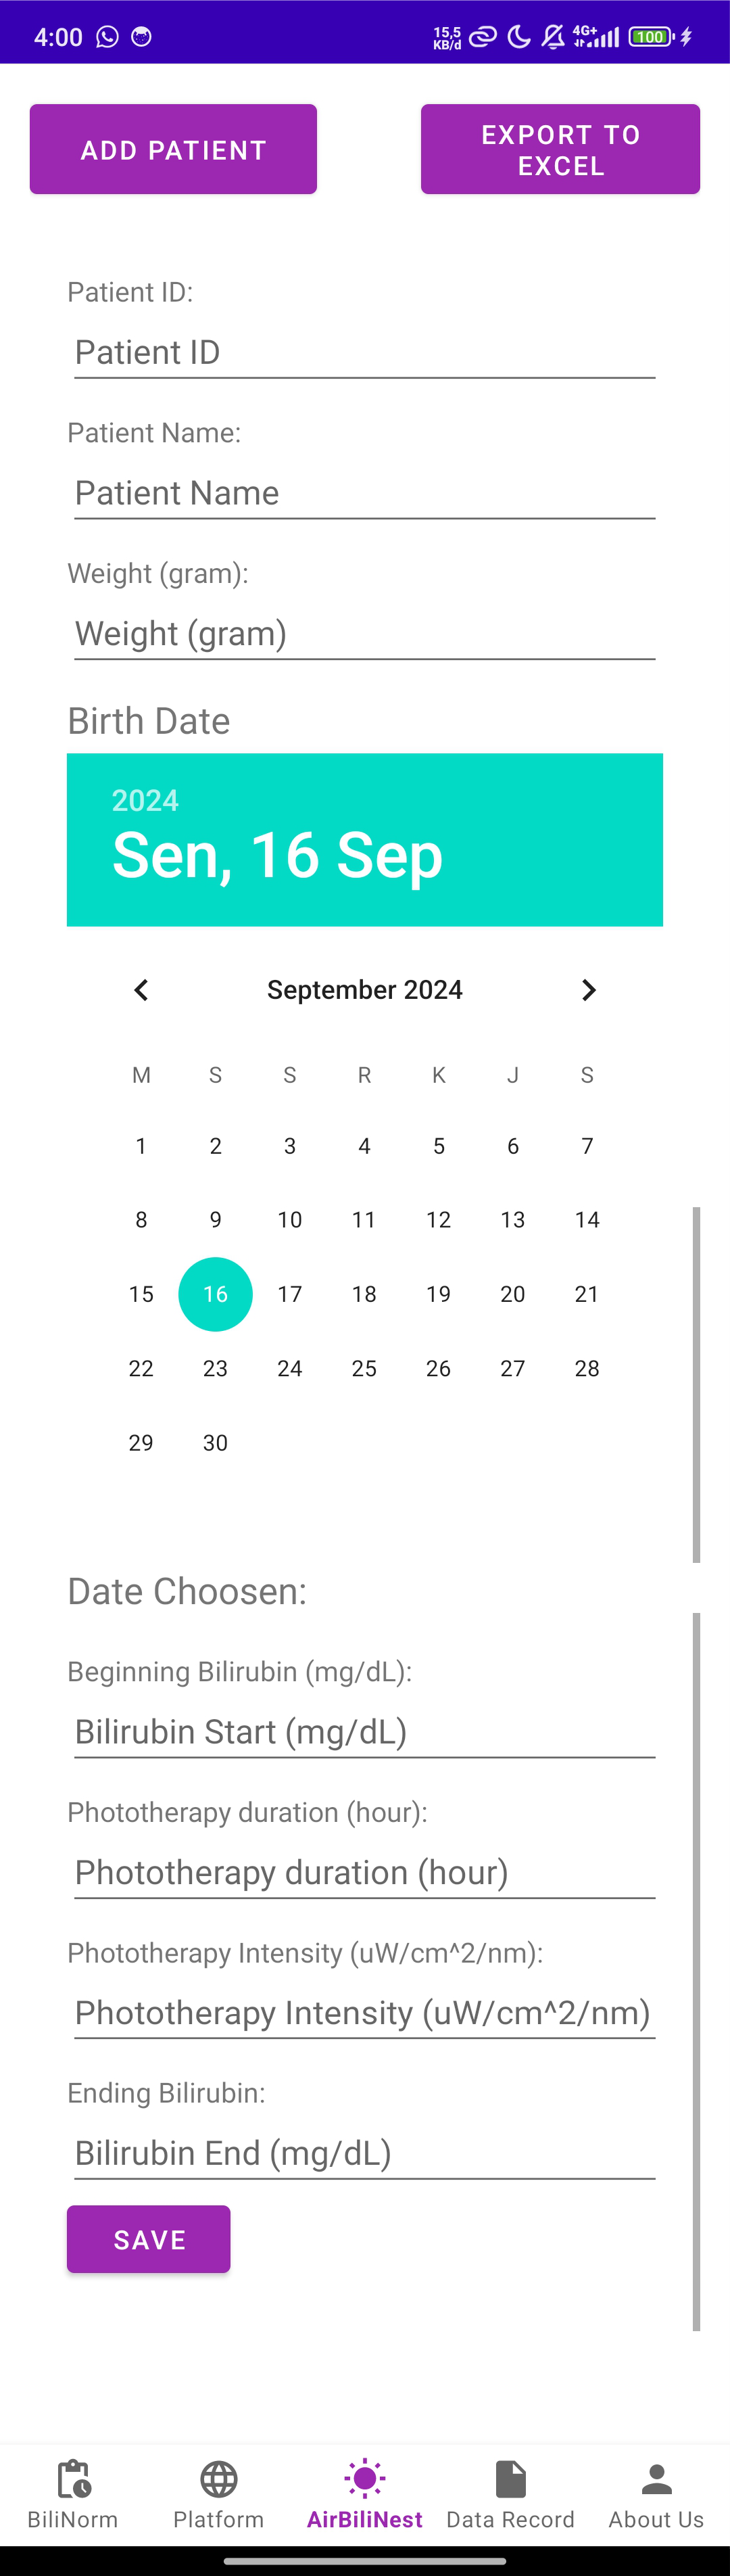 4:00
15,5
KB/d
4G+
100
ADD PATIENT
EXPORT TO
EXCEL
Patient ID:
Patient ID
Patient Name:
Patient Name
Weight (gram):
Weight (gram)
Birth Date
2024
Sen, 16 Sep
September 2024
M S S R K J S
1 2 3 4 5 6 7
8 9 10 11 12 13 14
15 16 17 18 19 20 21
22 23 24 25 26 27 28
29 30
Date Choosen:
Beginning Bilirubin (mg/dL):
Bilirubin Start (mg/dL)
Phototherapy duration (hour):
Phototherapy duration (hour)
Phototherapy Intensity (uW/cm^2/nm):
Phototherapy Intensity (uW/cm^2/nm)
Ending Bilirubin:
Bilirubin End (mg/dL)
SAVE
BiliNorm Platform AirBiliNest Data Record About Us